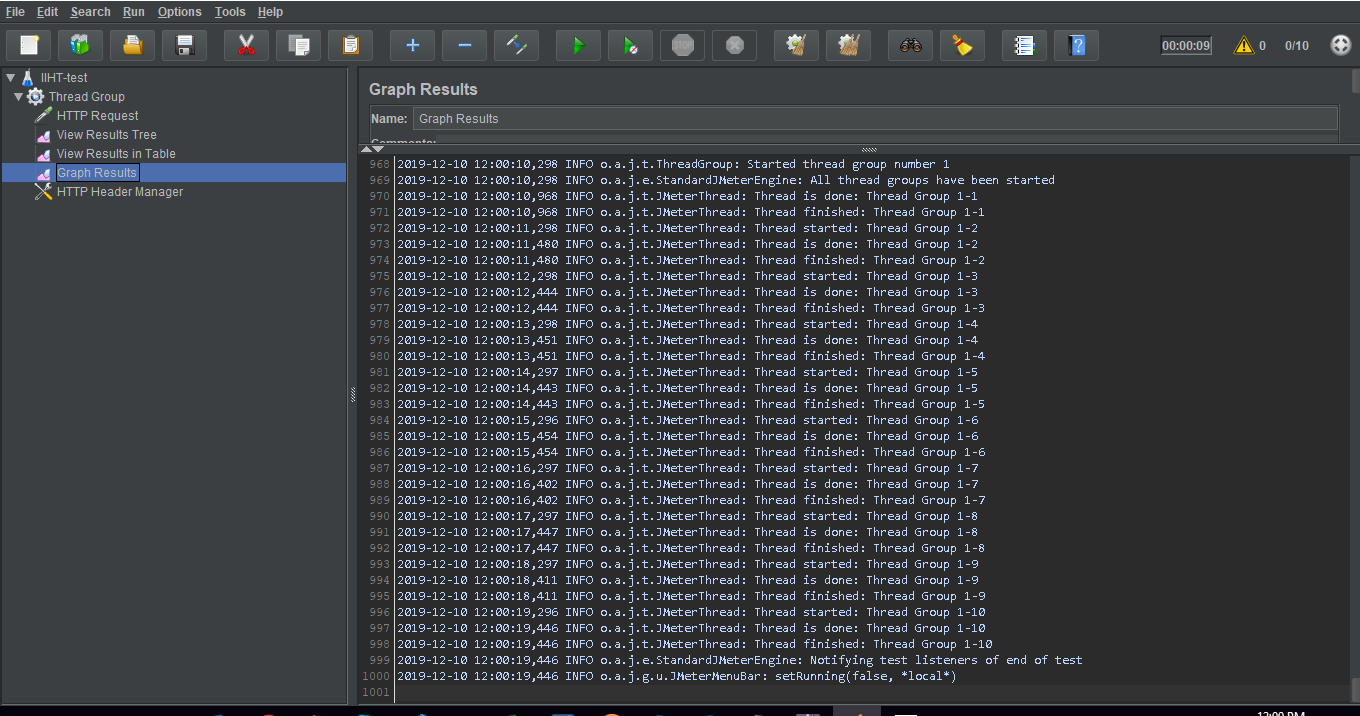 File Edit Search Run Options Tools Help
00:00:09 0 0/10
IIHT-test
Thread Group
HTTP Request
View Results Tree
View Results in Table
Graph Results
HTTP Header Manager
Graph Results
Name: Graph Results
Comments:
968 2019-12-10 12:00:10,298 INFO o.a.j.t.ThreadGroup: Started thread group number 1
969 2019-12-10 12:00:10,298 INFO o.a.j.e.StandardJMeterEngine: All thread groups have been started
970 2019-12-10 12:00:10,968 INFO o.a.j.t.JMeterThread: Thread is done: Thread Group 1-1
971 2019-12-10 12:00:10,968 INFO o.a.j.t.JMeterThread: Thread finished: Thread Group 1-1
972 2019-12-10 12:00:11,298 INFO o.a.j.t.JMeterThread: Thread started: Thread Group 1-2
973 2019-12-10 12:00:11,480 INFO o.a.j.t.JMeterThread: Thread is done: Thread Group 1-2
974 2019-12-10 12:00:11,480 INFO o.a.j.t.JMeterThread: Thread finished: Thread Group 1-2
975 2019-12-10 12:00:12,298 INFO o.a.j.t.JMeterThread: Thread started: Thread Group 1-3
976 2019-12-10 12:00:12,444 INFO o.a.j.t.JMeterThread: Thread is done: Thread Group 1-3
977 2019-12-10 12:00:12,444 INFO o.a.j.t.JMeterThread: Thread finished: Thread Group 1-3
978 2019-12-10 12:00:13,298 INFO o.a.j.t.JMeterThread: Thread started: Thread Group 1-4
979 2019-12-10 12:00:13,451 INFO o.a.j.t.JMeterThread: Thread is done: Thread Group 1-4
980 2019-12-10 12:00:13,451 INFO o.a.j.t.JMeterThread: Thread finished: Thread Group 1-4
981 2019-12-10 12:00:14,297 INFO o.a.j.t.JMeterThread: Thread started: Thread Group 1-5
982 2019-12-10 12:00:14,443 INFO o.a.j.t.JMeterThread: Thread is done: Thread Group 1-5
983 2019-12-10 12:00:14,443 INFO o.a.j.t.JMeterThread: Thread finished: Thread Group 1-5
984 2019-12-10 12:00:15,296 INFO o.a.j.t.JMeterThread: Thread started: Thread Group 1-6
985 2019-12-10 12:00:15,454 INFO o.a.j.t.JMeterThread: Thread is done: Thread Group 1-6
986 2019-12-10 12:00:15,454 INFO o.a.j.t.JMeterThread: Thread finished: Thread Group 1-6
987 2019-12-10 12:00:16,297 INFO o.a.j.t.JMeterThread: Thread started: Thread Group 1-7
988 2019-12-10 12:00:16,402 INFO o.a.j.t.JMeterThread: Thread is done: Thread Group 1-7
989 2019-12-10 12:00:16,402 INFO o.a.j.t.JMeterThread: Thread finished: Thread Group 1-7
990 2019-12-10 12:00:17,297 INFO o.a.j.t.JMeterThread: Thread started: Thread Group 1-8
991 2019-12-10 12:00:17,447 INFO o.a.j.t.JMeterThread: Thread is done: Thread Group 1-8
992 2019-12-10 12:00:17,447 INFO o.a.j.t.JMeterThread: Thread finished: Thread Group 1-8
993 2019-12-10 12:00:18,297 INFO o.a.j.t.JMeterThread: Thread started: Thread Group 1-9
994 2019-12-10 12:00:18,411 INFO o.a.j.t.JMeterThread: Thread is done: Thread Group 1-9
995 2019-12-10 12:00:18,411 INFO o.a.j.t.JMeterThread: Thread finished: Thread Group 1-9
996 2019-12-10 12:00:19,296 INFO o.a.j.t.JMeterThread: Thread started: Thread Group 1-10
997 2019-12-10 12:00:19,446 INFO o.a.j.t.JMeterThread: Thread is done: Thread Group 1-10
998 2019-12-10 12:00:19,446 INFO o.a.j.t.JMeterThread: Thread finished: Thread Group 1-10
999 2019-12-10 12:00:19,446 INFO o.a.j.e.StandardJMeterEngine: Notifying test listeners of end of test
1000 2019-12-10 12:00:19,446 INFO o.a.j.g.u.JMeterMenuBar: setRunning(false, *local*)
1001
12:00 PM